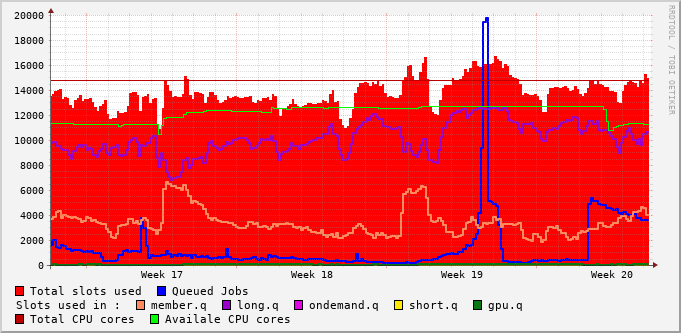 20000
18000
16000
14000
12000
10000
8000
6000
4000
2000
0
Week 17 Week 18 Week 19 Week 20
RRDTOOL / TOBI OETIKER
Total slots used Queued Jobs
Slots used in : member.q long.q ondemand.q short.q gpu.q
Total CPU cores Availale CPU cores